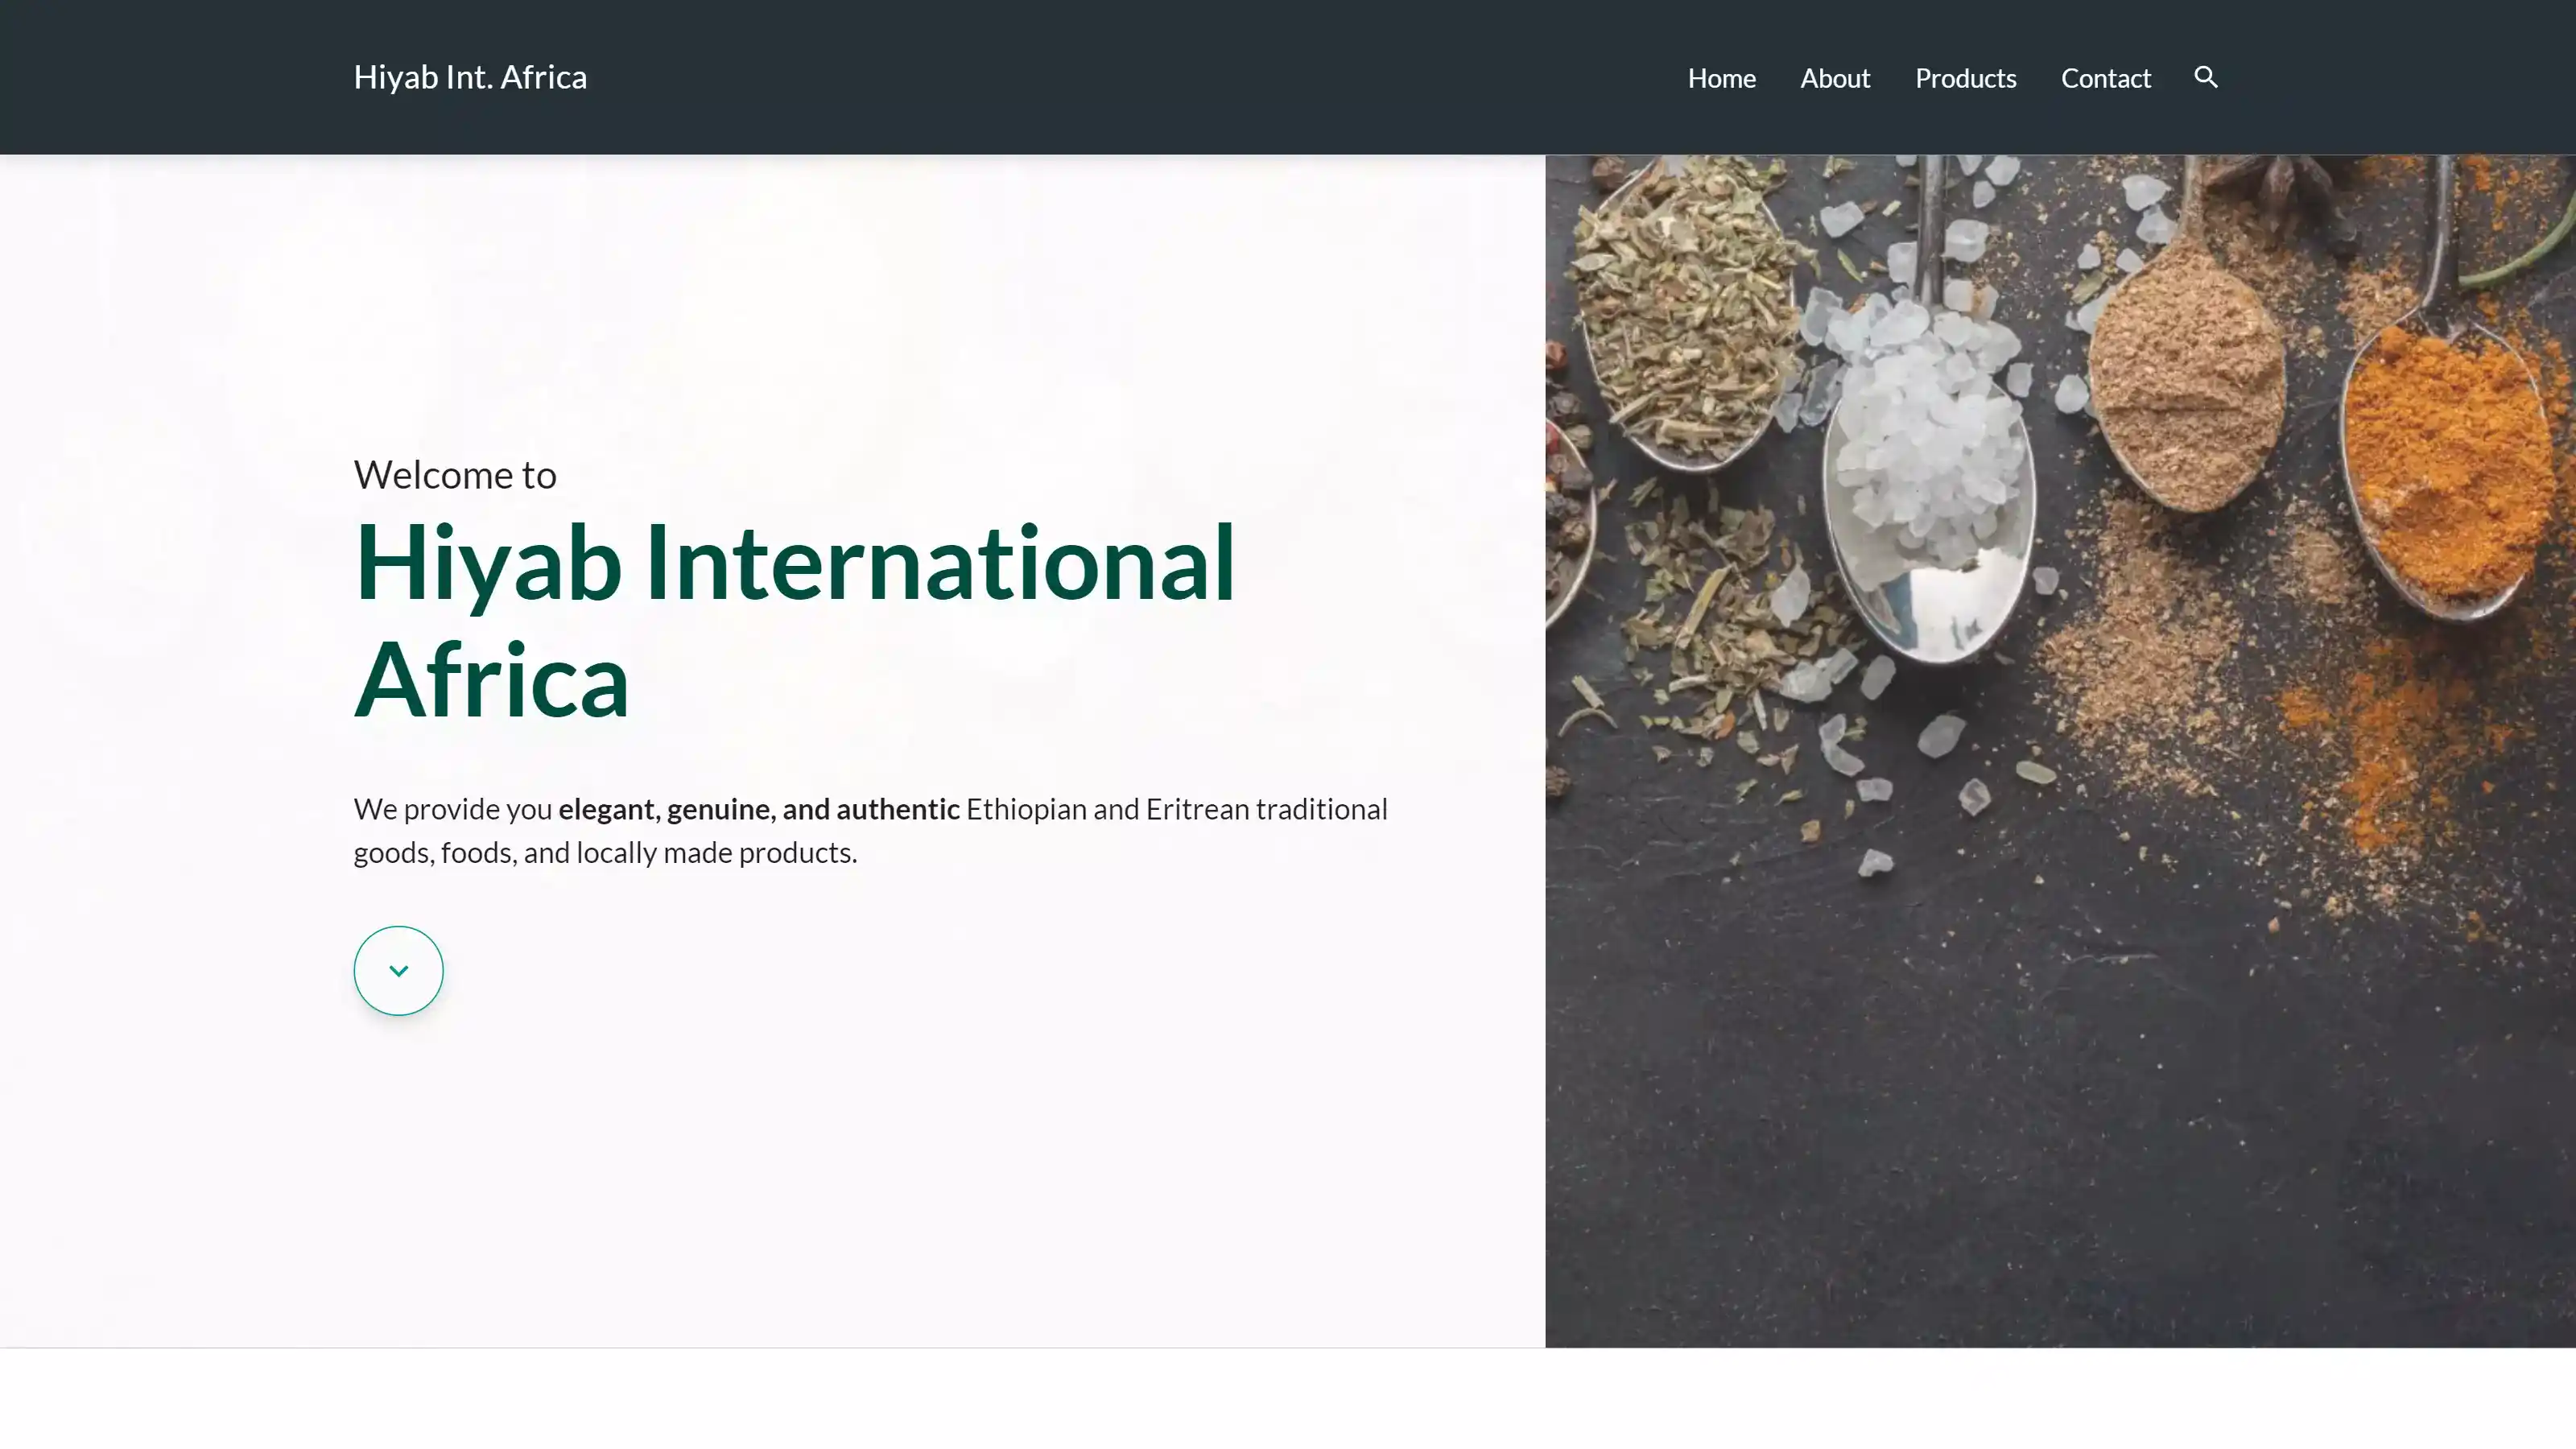 Hiyab Int. Africa
Home
About
Products
Contact
Welcome to
Hiyab International
Africa
We provide you elegant, genuine, and authentic Ethiopian and Eritrean traditional
goods, foods, and locally made products.